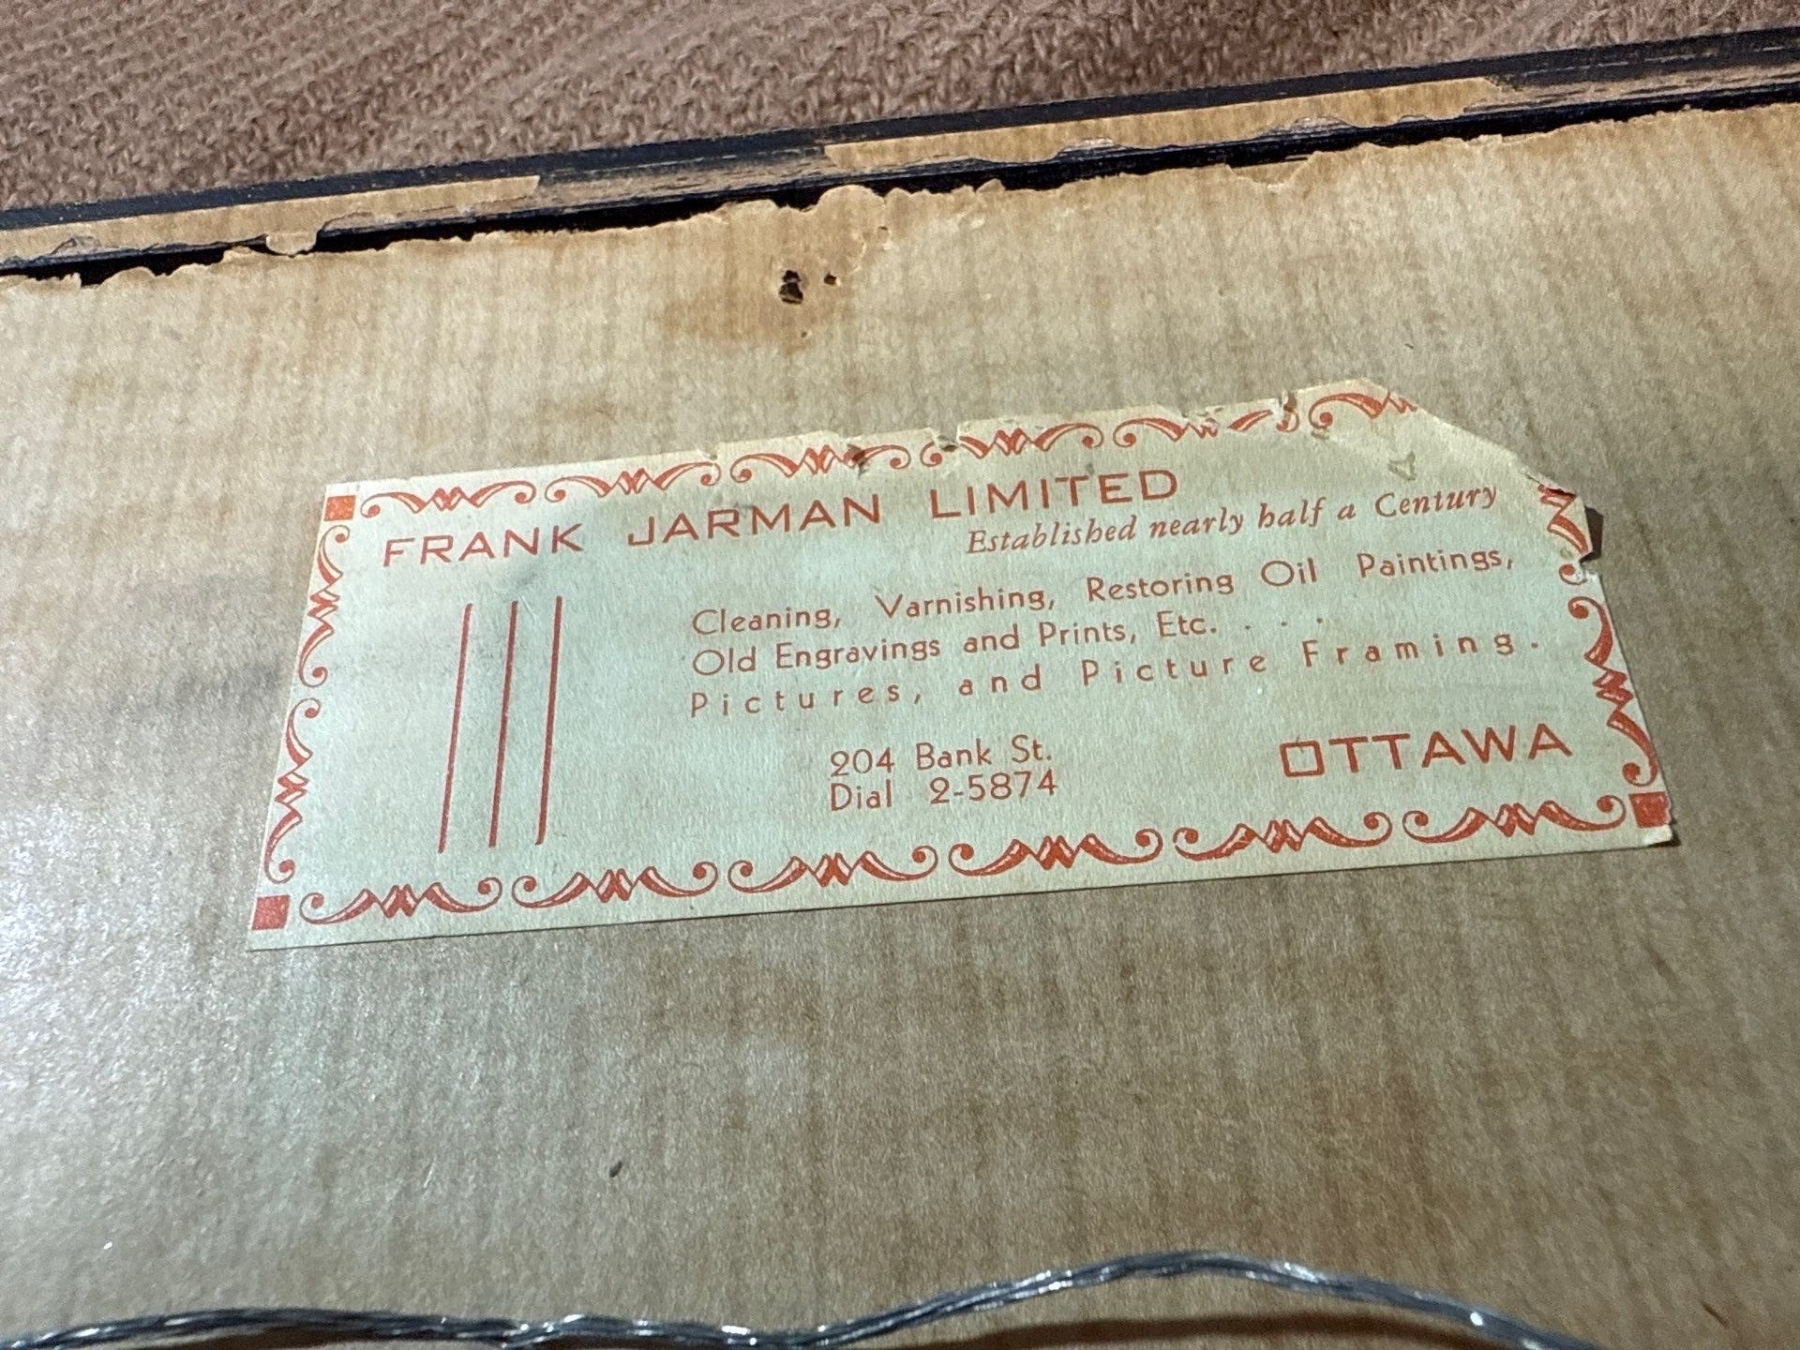 FRANK JARMAN LIMITED
Established nearly half a Century
Cleaning, Varnishing, Restoring Oil Paintings,
Old Engravings and Prints, Etc. . . .
Pictures, and Picture Framing.
204 Bank St.
Dial 2-5874
OTTAWA